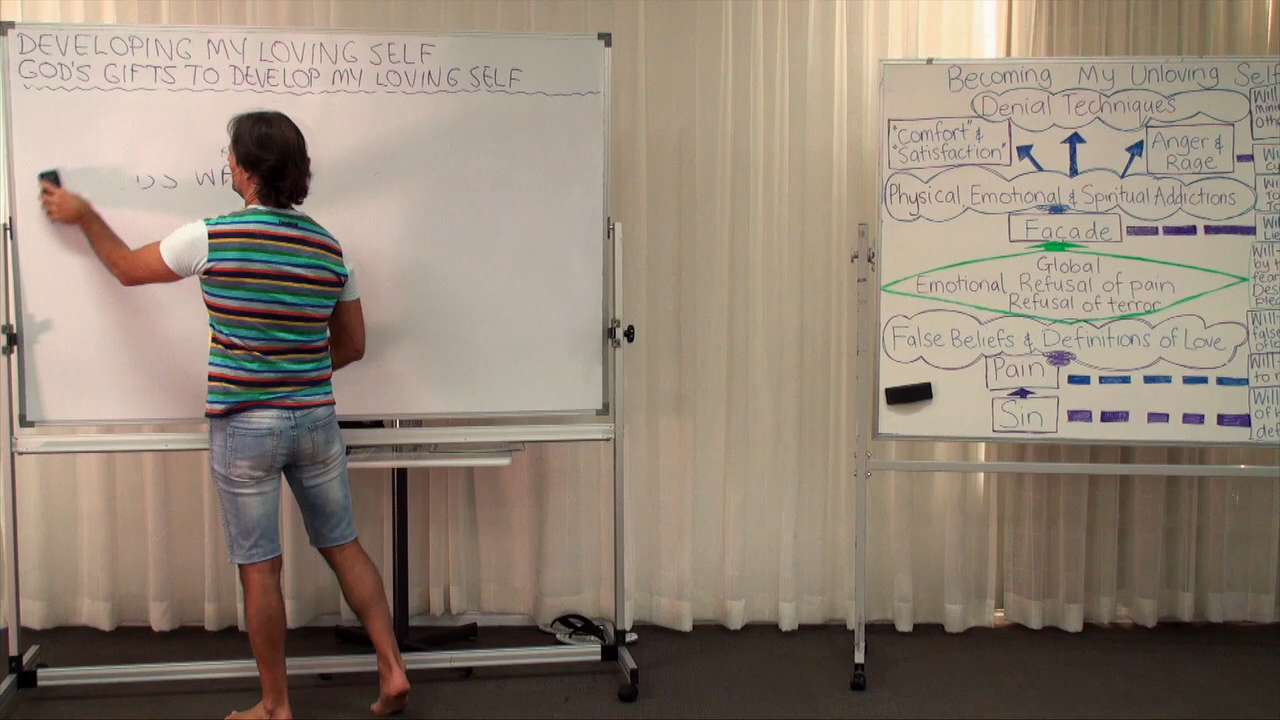 DEVELOPING MY LOVING SELF
GOD'S GIFTS TO DEVELOP MY LOVING SELF
Becoming My Unloving Self
Denial Techniques
"Comfort" &
"Satisfaction"
Anger &
Rage
Physical, Emotional & Spiritual Addictions
Façade
Global
Emotional Refusal of pain
Refusal of terror
False Beliefs & Definitions of Love
Pain
Sin